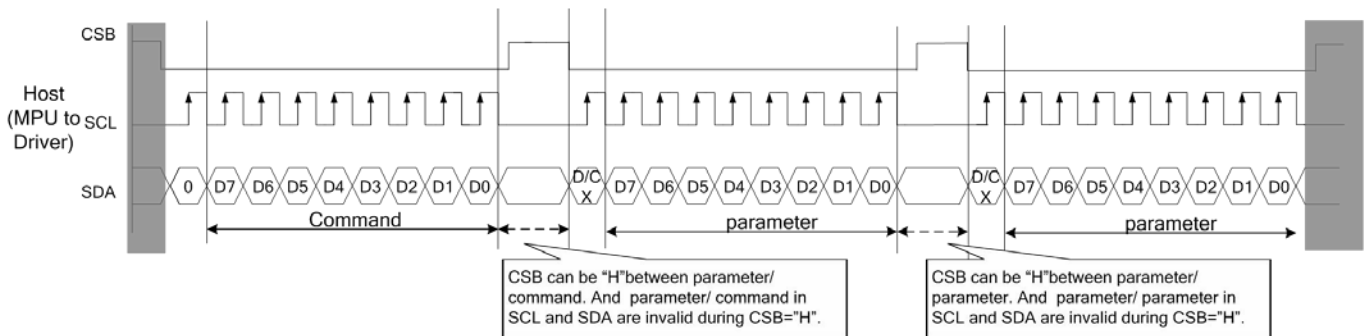 CSB
Host
(MPU to
Driver)
SCL
SDA
0 D7 D6 D5 D4 D3 D2 D1 D0 D/C
X D7 D6 D5 D4 D3 D2 D1 D0 D/C
X D7 D6 D5 D4 D3 D2 D1 D0
Command
parameter
parameter
CSB can be “H”between parameter/
command. And parameter/ command in
SCL and SDA are invalid during CSB="H".
CSB can be “H”between parameter/
parameter. And parameter/ parameter in
SCL and SDA are invalid during CSB="H".